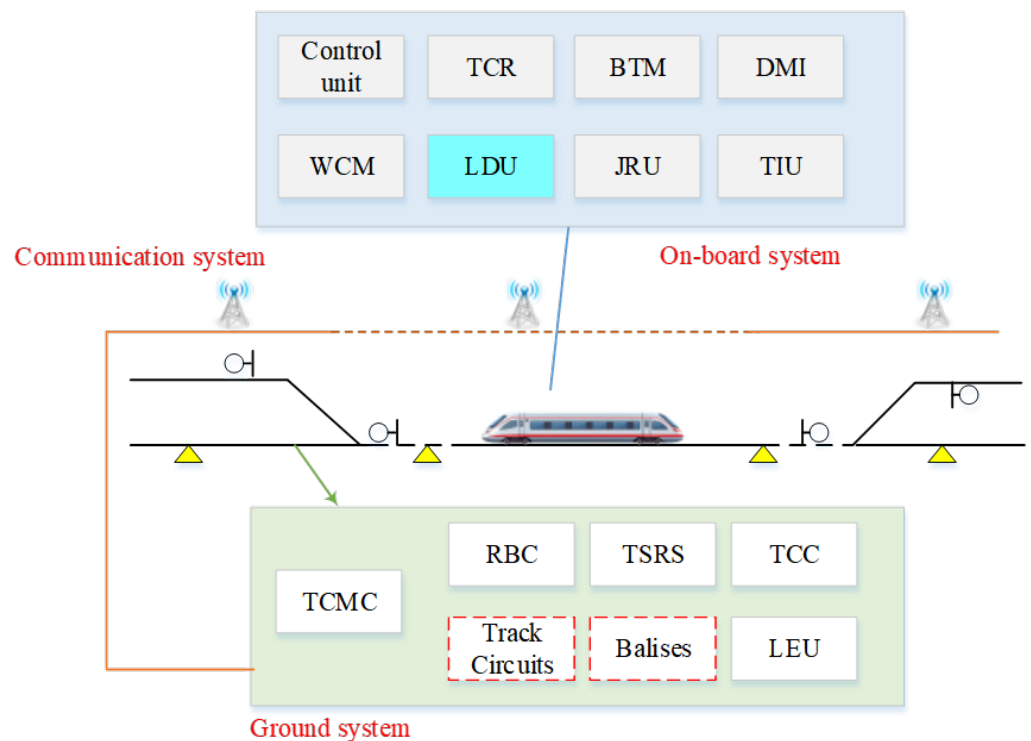 Control
unit
TCR
BTM
DMI
WCM
LDU
JRU
TIU
Communication system
On-board system
RBC
TSRS
TCC
TCMC
Track
Circuits
Balises
LEU
Ground system